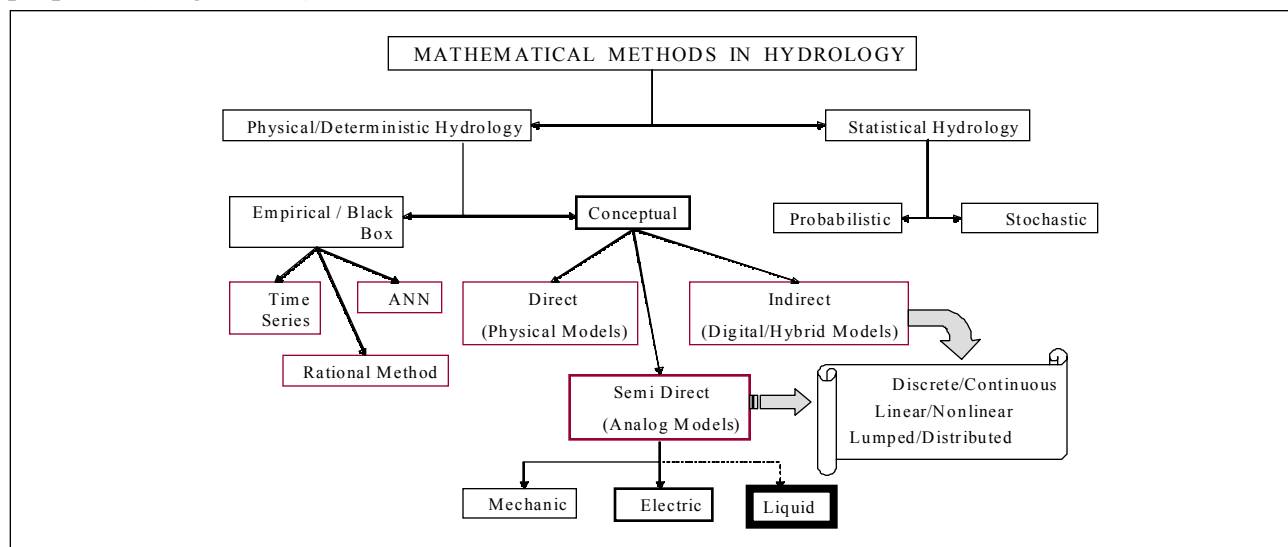 MATHEMATICAL METHODS IN HYDROLOGY
Physical/Deterministic Hydrology
Statistical Hydrology
Empirical / Black
Box
Conceptual
Probabilistic
Stochastic
Time
Series
ANN
Direct
(Physical Models)
Indirect
(Digital/Hybrid Models)
Rational Method
Semi Direct
(Analog Models)
Discrete/Continuous
Linear/Nonlinear
Lumped/Distributed
Mechanic
Electric
Liquid